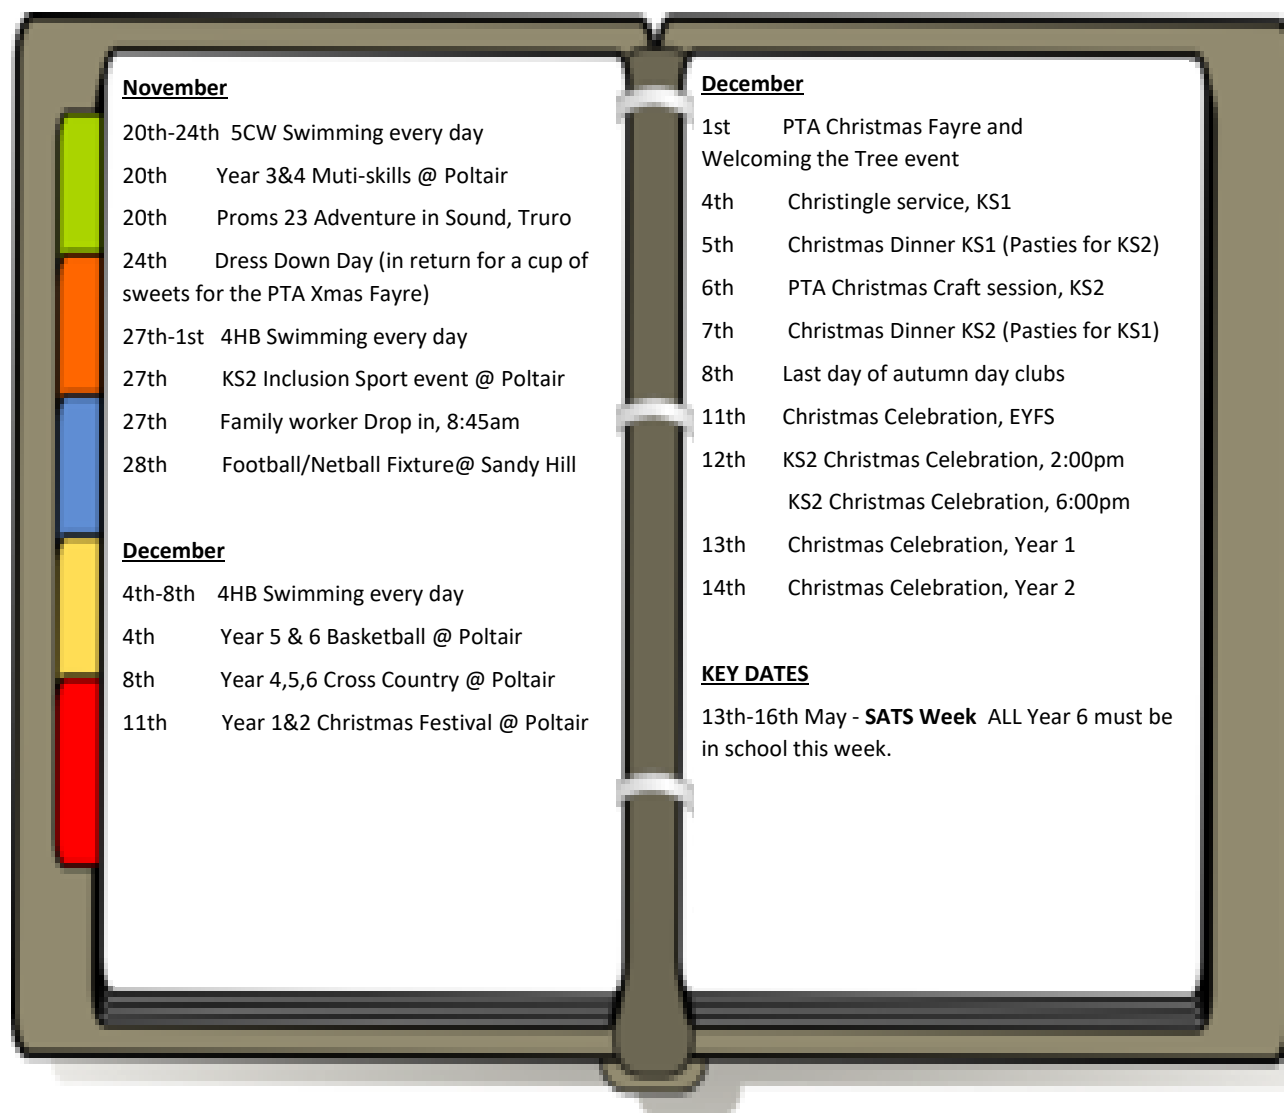 November
20th-24th 5CW Swimming every day
20th Year 3&4 Muti-skills @ Poltair
20th Proms 23 Adventure in Sound, Truro
24th Dress Down Day (in return for a cup of
sweets for the PTA Xmas Fayre)
27th-1st 4HB Swimming every day
27th KS2 Inclusion Sport event @ Poltair
27th Family worker Drop in, 8:45am
28th Football/Netball Fixture@ Sandy Hill
December
4th-8th 4HB Swimming every day
4th Year 5 & 6 Basketball @ Poltair
8th Year 4,5,6 Cross Country @ Poltair
11th Year 1&2 Christmas Festival @ Poltair
December
1st PTA Christmas Fayre and
Welcoming the Tree event
4th Christingle service, KS1
5th Christmas Dinner KS1 (Pasties for KS2)
6th PTA Christmas Craft session, KS2
7th Christmas Dinner KS2 (Pasties for KS1)
8th Last day of autumn day clubs
11th Christmas Celebration, EYFS
12th KS2 Christmas Celebration, 2:00pm
KS2 Christmas Celebration, 6:00pm
13th Christmas Celebration, Year 1
14th Christmas Celebration, Year 2
KEY DATES
13th-16th May - SATS Week ALL Year 6 must be
in school this week.